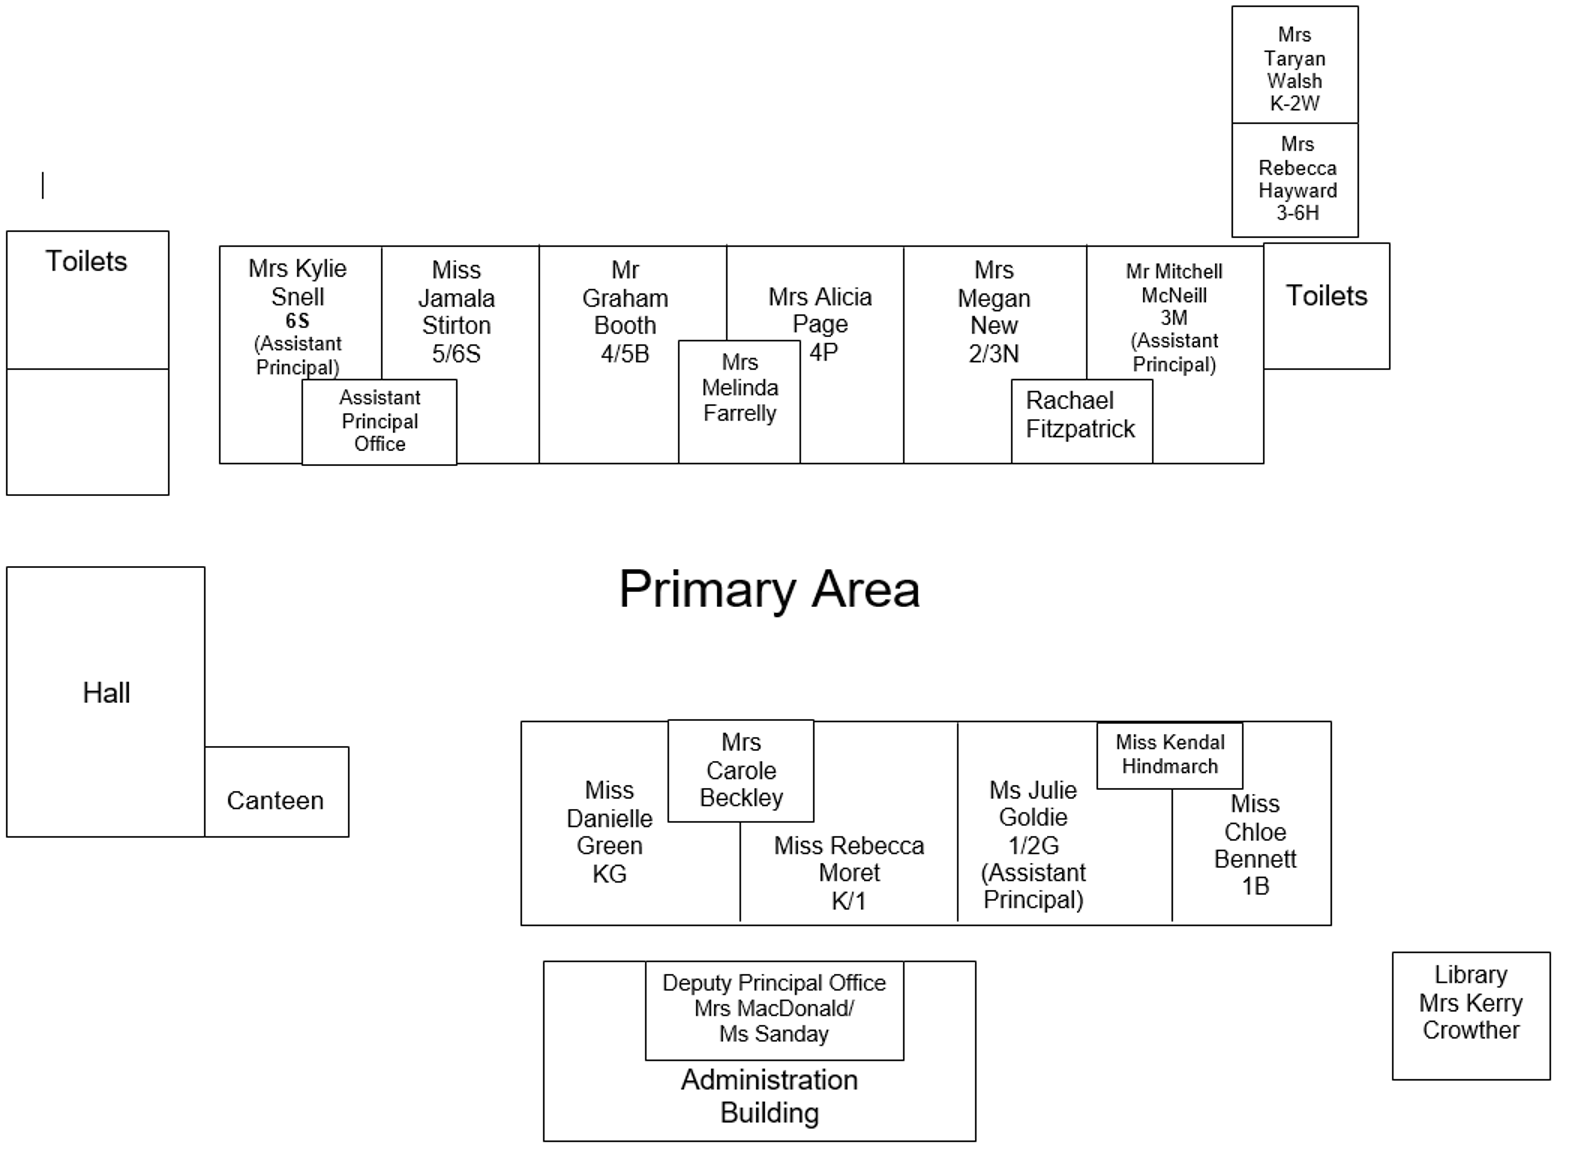 Mrs
Taryan
Walsh
K-2W
Mrs
Rebecca
Hayward
3-6H
Toilets
Mrs Kylie
Snell
6S
(Assistant
Principal)
Assistant
Principal
Office
Miss
Jamala
Stirton
5/6S
Mr
Graham
Booth
4/5B
Mrs
Melinda
Farrelly
Mrs Alicia
Page
4P
Mrs
Megan
New
2/3N
Rachael
Fitzpatrick
Mr Mitchell
McNeill
3M
(Assistant
Principal)
Toilets
Primary Area
Hall
Canteen
Miss
Danielle
Green
KG
Mrs
Carole
Beckley
Miss Rebecca
Moret
K/1
Ms Julie
Goldie
1/2G
(Assistant
Principal)
Miss Kendal
Hindmarch
Miss
Chloe
Bennett
1B
Deputy Principal Office
Mrs MacDonald/
Ms Sanday
Administration
Building
Library
Mrs Kerry
Crowther